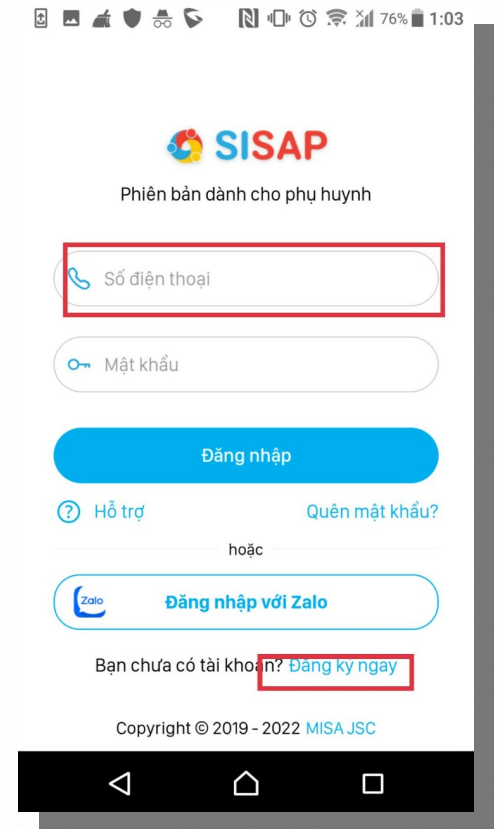 76% 1:03
SISAP
Phiên bản dành cho phụ huynh
Số điện thoại
Mật khẩu
Đăng nhập
? Hỗ trợ Quên mật khẩu?
hoặc
Zalo Đăng nhập với Zalo
Bạn chưa có tài khoản? Đăng ký ngay
Copyright © 2019 - 2022 MISA JSC